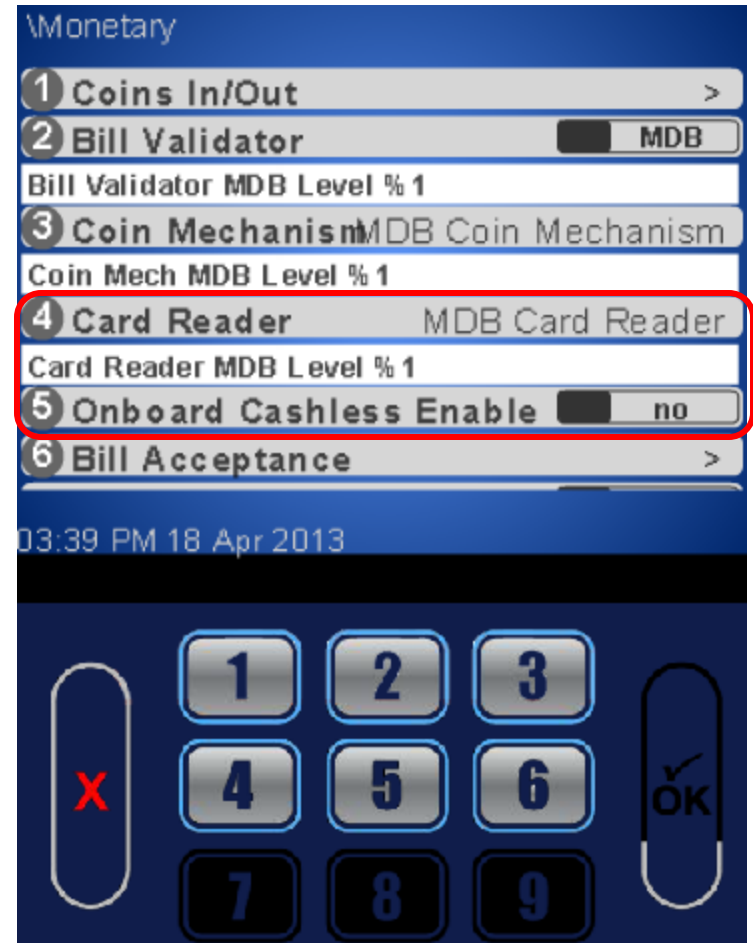 \Monetary
1 Coins In/Out >
2 Bill Validator MDB
Bill Validator MDB Level % 1
3 Coin Mechanism MDB Coin Mechanism
Coin Mech MDB Level % 1
4 Card Reader MDB Card Reader
Card Reader MDB Level % 1
5 Onboard Cashless Enable no
6 Bill Acceptance >
03:39 PM 18 Apr 2013
1 2 3
X 4 5 6 OK
7 8 9